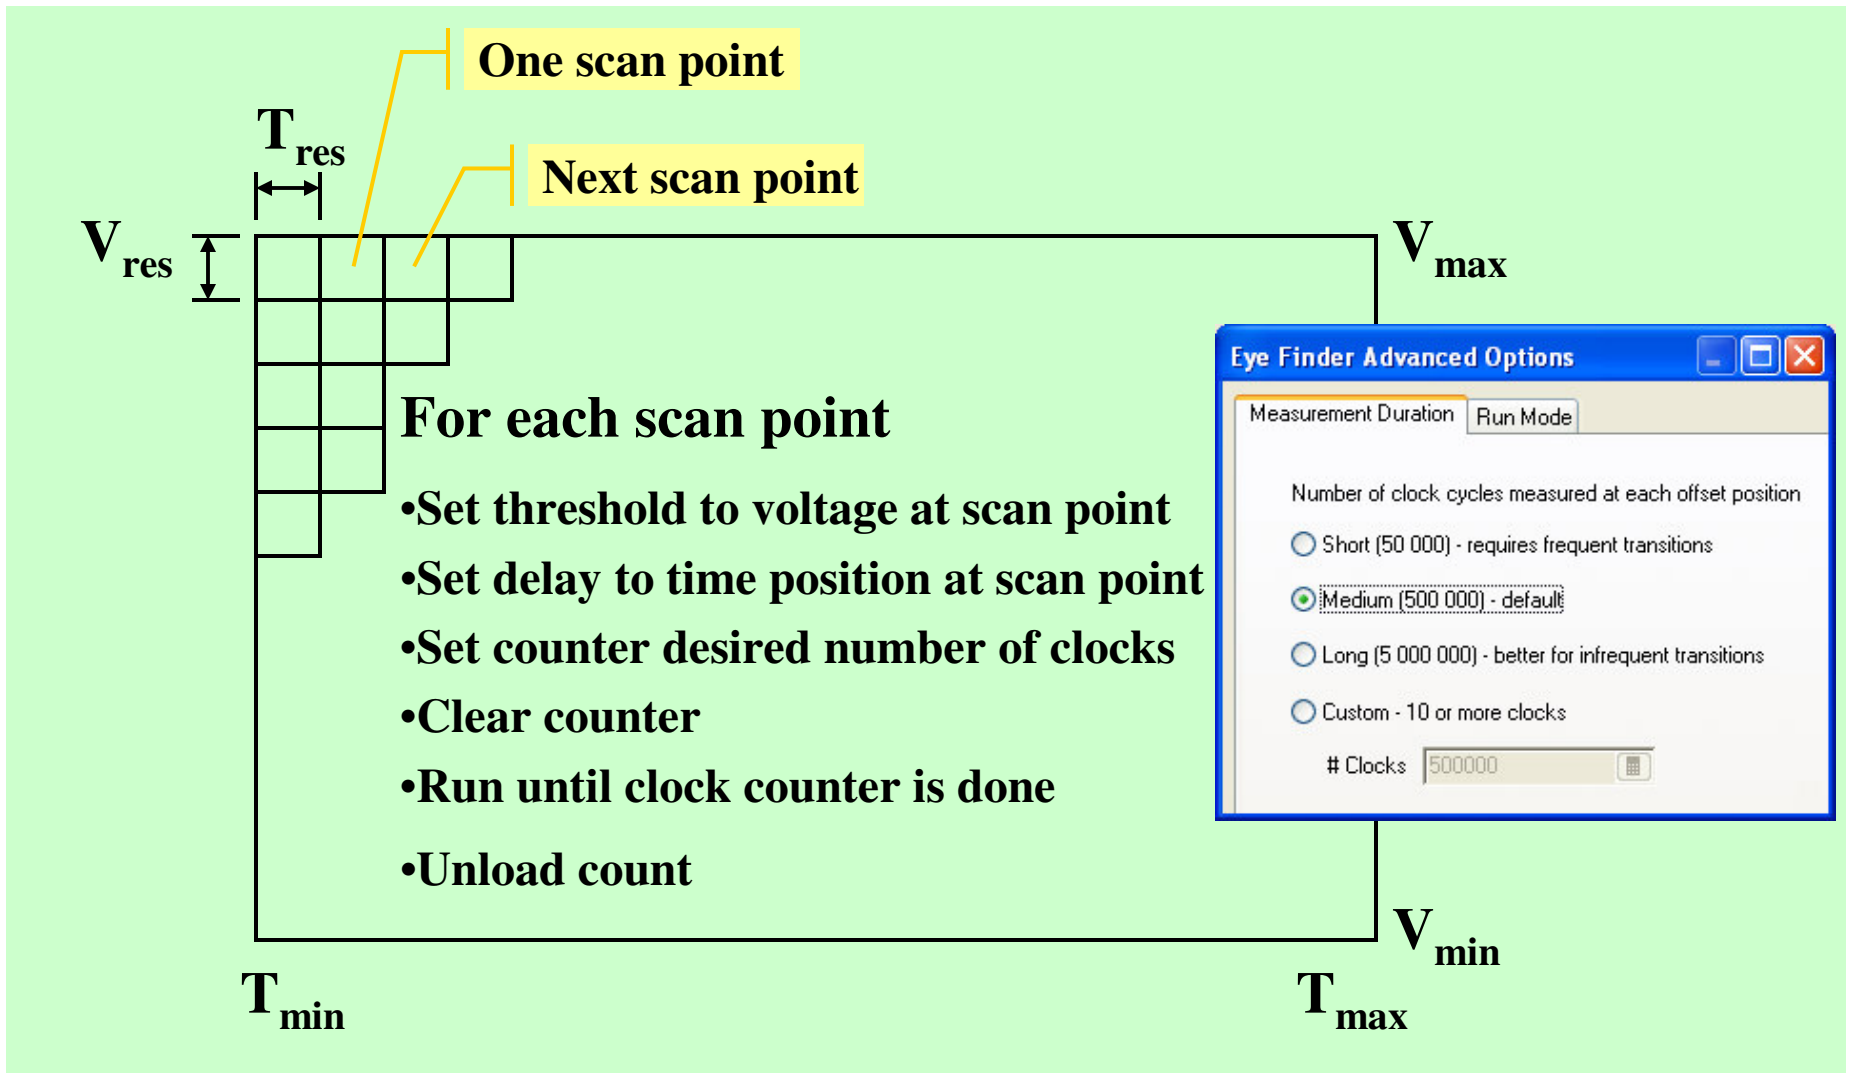 One scan point
Tres
Next scan point
Vres
Vmax
Eye Finder Advanced Options
Measurement Duration
Run Mode
For each scan point
Number of clock cycles measured at each offset position
•Set threshold to voltage at scan point
Short (50 000) - requires frequent transitions
•Set delay to time position at scan point
Medium (500 000) - default
•Set counter desired number of clocks
Long (5 000 000) - better for infrequent transitions
•Clear counter
Custom - 10 or more clocks
•Run until clock counter is done
# Clocks 500000
•Unload count
Vmin
Tmin
Tmax